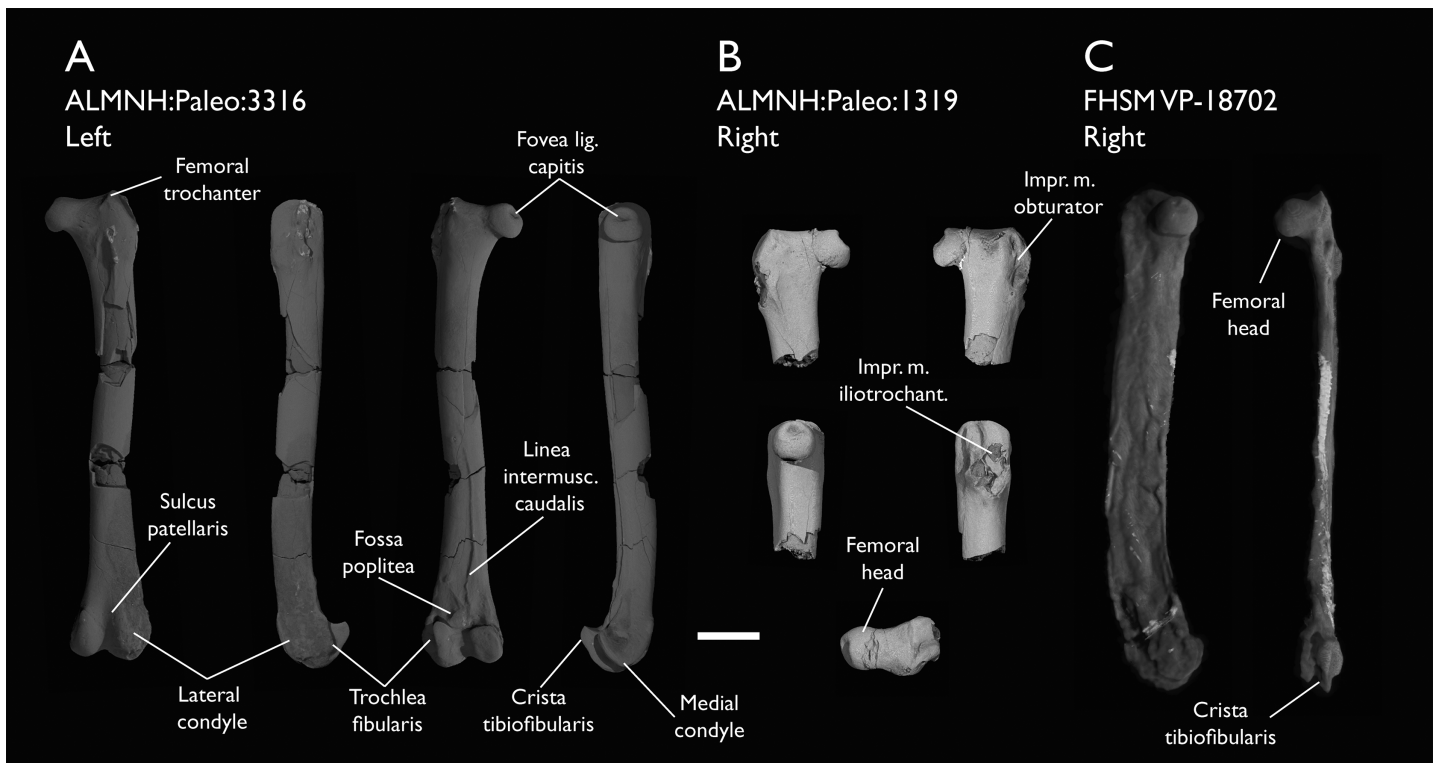 A
ALMNH:Paleo:3316
Left
Femoral
trochanter
Fovea lig.
capitis
Sulcus
patellaris
Fossa
poplitea
Linea
intermusc.
caudalis
Lateral
condyle
Trochlea
fibularis
Crista
tibiofibularis
Medial
condyle
B
ALMNH:Paleo:1319
Right
Impr. m.
obturator
Impr. m.
iliotrochant.
Femoral
head
C
FHSM VP-18702
Right
Femoral
head
Crista
tibiofibularis